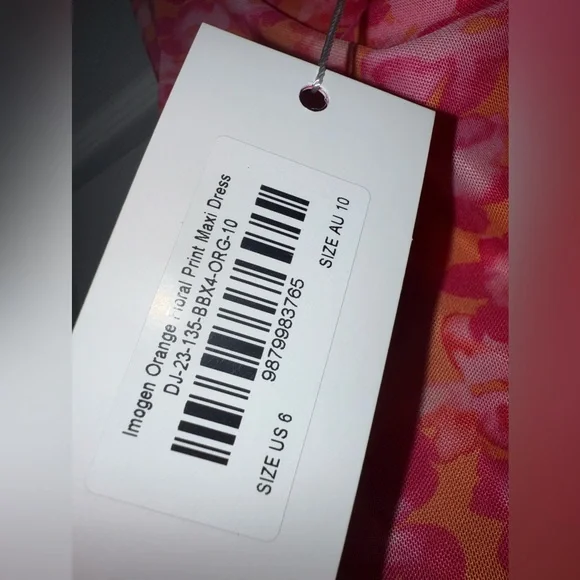 Imogen Orange Floral Print Maxi Dress
DJ-23-135-BBX4-ORG-10
9879983765
SIZE US 6
SIZE AU 10